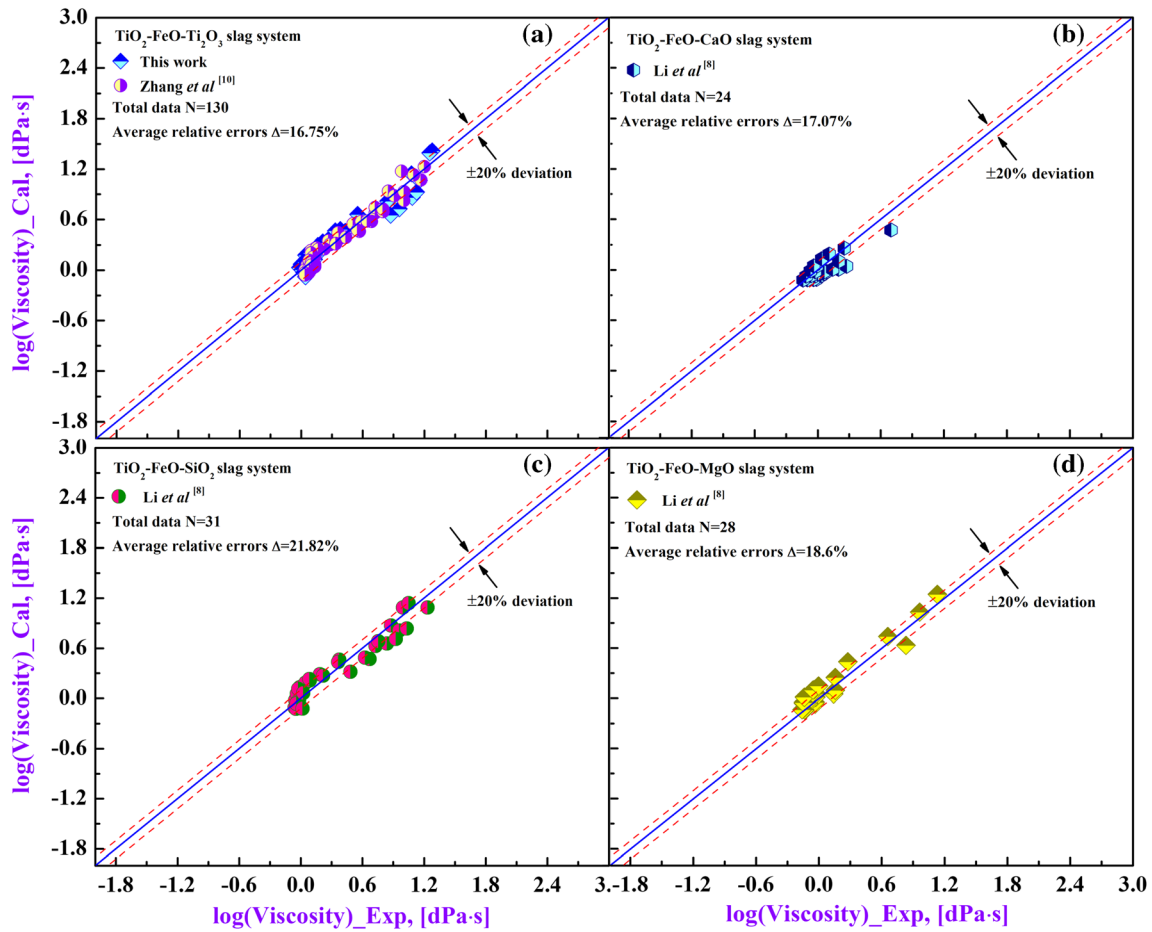 TiO₂-FeO-Ti₂O₃ slag system
(a)
This work
Zhang et al [10]
Total data N=130
Average relative errors Δ=16.75%
±20% deviation
3.0
2.4
1.8
1.2
0.6
0.0
-0.6
-1.2
-1.8
log(Viscosity)_Cal, [dPa·s]
TiO₂-FeO-CaO slag system
(b)
Li et al [8]
Total data N=24
Average relative errors Δ=17.07%
±20% deviation
TiO₂-FeO-SiO₂ slag system
(c)
Li et al [8]
Total data N=31
Average relative errors Δ=21.82%
±20% deviation
3.0
2.4
1.8
1.2
0.6
0.0
-0.6
-1.2
-1.8
log(Viscosity)_Cal, [dPa·s]
-1.8 -1.2 -0.6 0.0 0.6 1.2 1.8 2.4 3.
log(Viscosity)_Exp, [dPa·s]
TiO₂-FeO-MgO slag system
(d)
Li et al [8]
Total data N=28
Average relative errors Δ=18.6%
±20% deviation
-1.8 -1.2 -0.6 0.0 0.6 1.2 1.8 2.4 3.0
log(Viscosity)_Exp, [dPa·s]